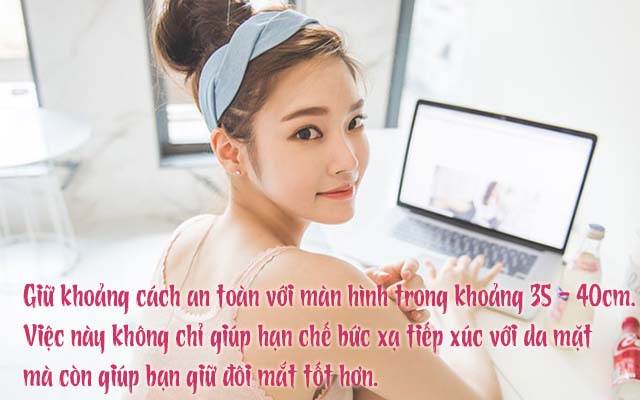 Giữ khoảng cách an toàn với màn hình trong khoảng 35 - 40cm.
Việc này không chỉ giúp hạn chế bức xạ tiếp xúc với da mặt
mà còn giúp bạn giữ đôi mắt tốt hơn.